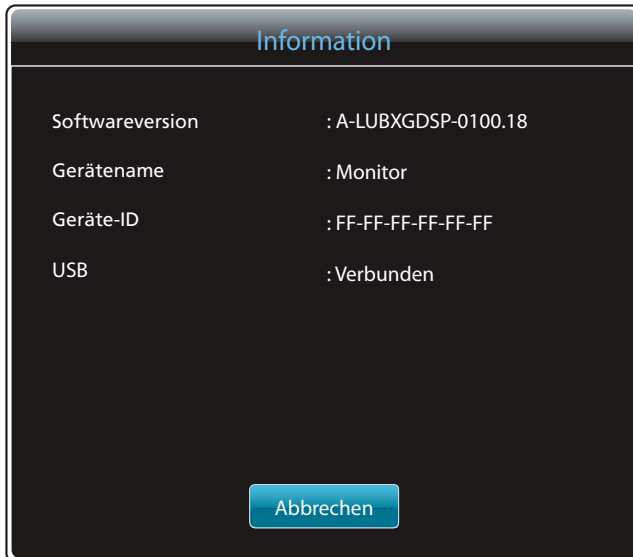 Information
Softwareversion : A-LUBXGDSP-0100.18
Gerätename : Monitor
Geräte-ID : FF-FF-FF-FF-FF-FF
USB : Verbunden
Abbrechen